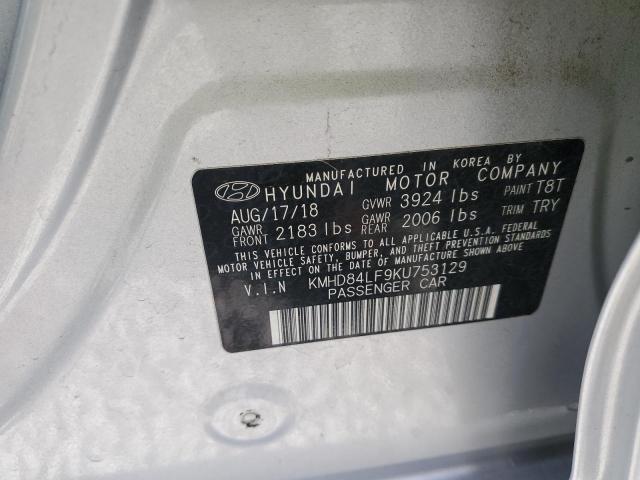 MANUFACTURED IN KOREA BY
HYUNDAI MOTOR COMPANY
AUG/17/18 GVWR 3924 lbs PAINT T8T
GAWR FRONT 2183 lbs GAWR REAR 2006 lbs TRIM TRY
THIS VEHICLE CONFORMS TO ALL APPLICABLE U.S.A. FEDERAL
MOTOR VEHICLE SAFETY, BUMPER, AND THEFT PREVENTION STANDARDS
IN EFFECT ON THE DATE OF MANUFACTURE SHOWN ABOVE.
V.I.N KMHD84LF9KU753129
PASSENGER CAR